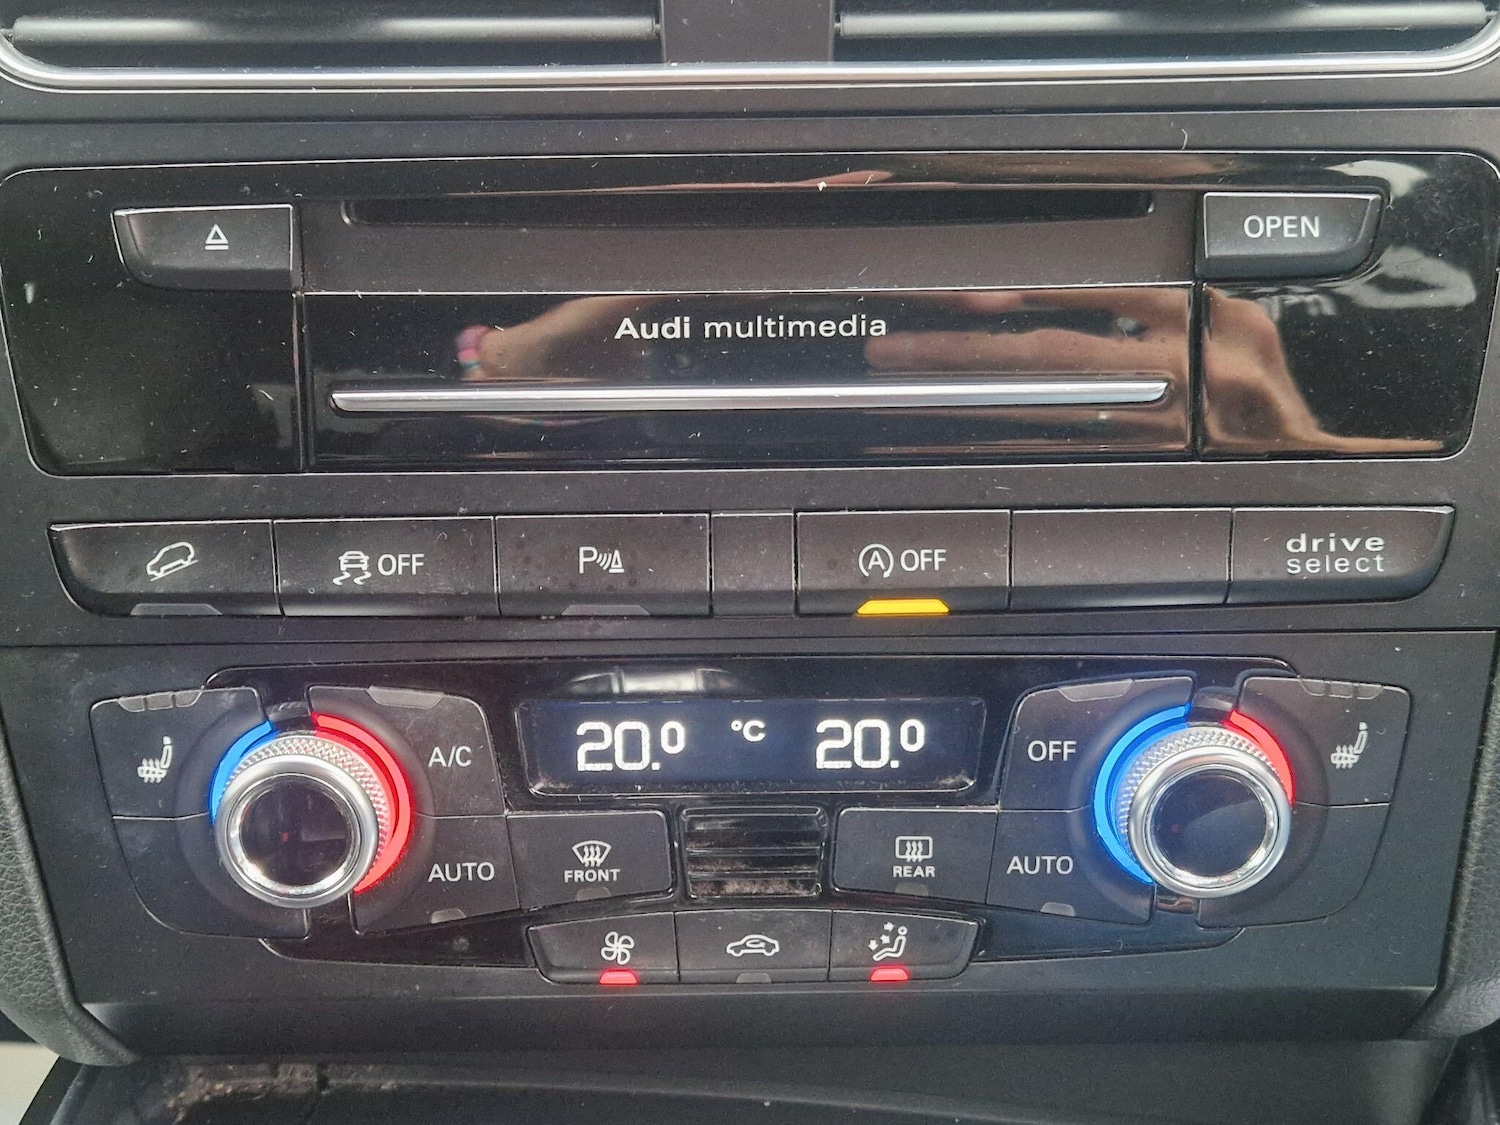 OPEN
Audi multimedia
OFF
P
A OFF
drive
select
20.0 °C 20.0
A/C
OFF
AUTO
FRONT
REAR
AUTO